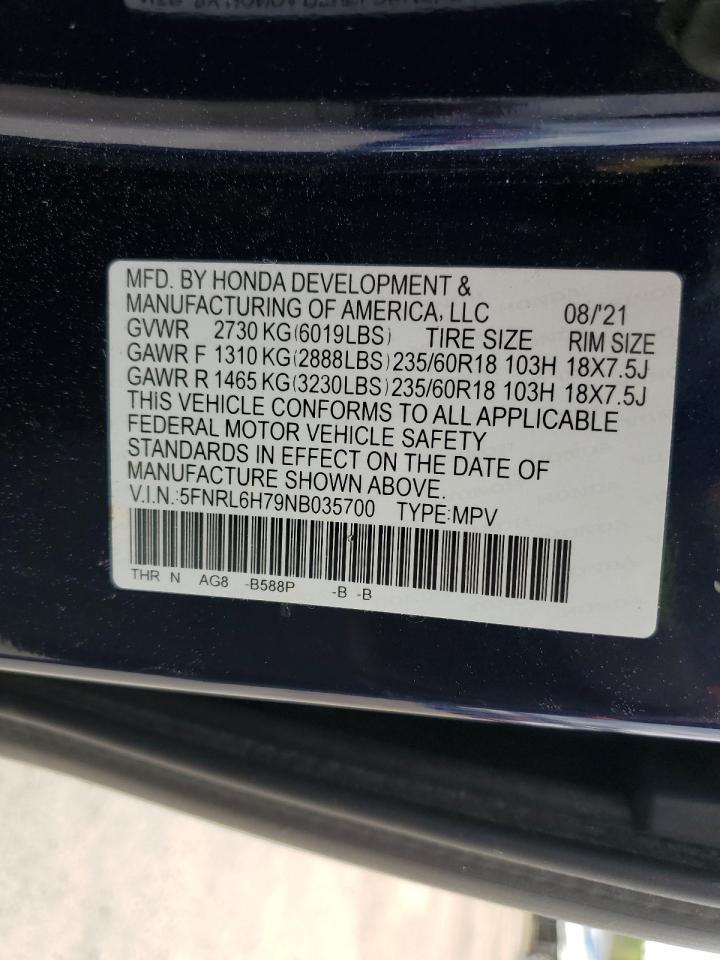 MFD. BY HONDA DEVELOPMENT &
MANUFACTURING OF AMERICA, LLC 08/'21
GVWR 2730 KG(6019LBS) TIRE SIZE RIM SIZE
GAWR F 1310 KG(2888LBS)235/60R18 103H 18X7.5J
GAWR R 1465 KG(3230LBS)235/60R18 103H 18X7.5J
THIS VEHICLE CONFORMS TO ALL APPLICABLE
FEDERAL MOTOR VEHICLE SAFETY
STANDARDS IN EFFECT ON THE DATE OF
MANUFACTURE SHOWN ABOVE.
V.I.N.:5FNRL6H79NB035700 TYPE:MPV
THR N AG8 -B588P -B -B